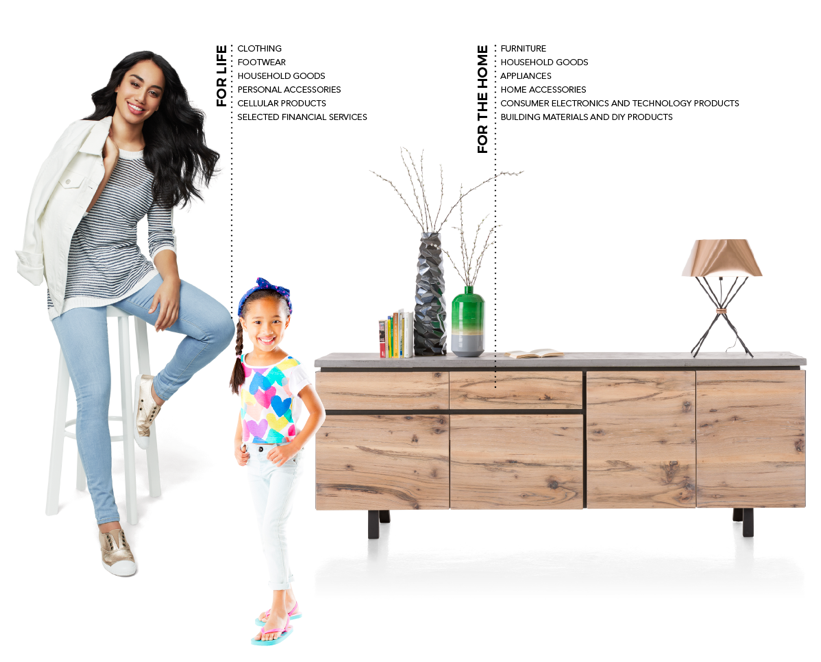 FOR LIFE
CLOTHING
FOOTWEAR
HOUSEHOLD GOODS
PERSONAL ACCESSORIES
CELLULAR PRODUCTS
SELECTED FINANCIAL SERVICES
FOR THE HOME
FURNITURE
HOUSEHOLD GOODS
APPLIANCES
HOME ACCESSORIES
CONSUMER ELECTRONICS AND TECHNOLOGY PRODUCTS
BUILDING MATERIALS AND DIY PRODUCTS